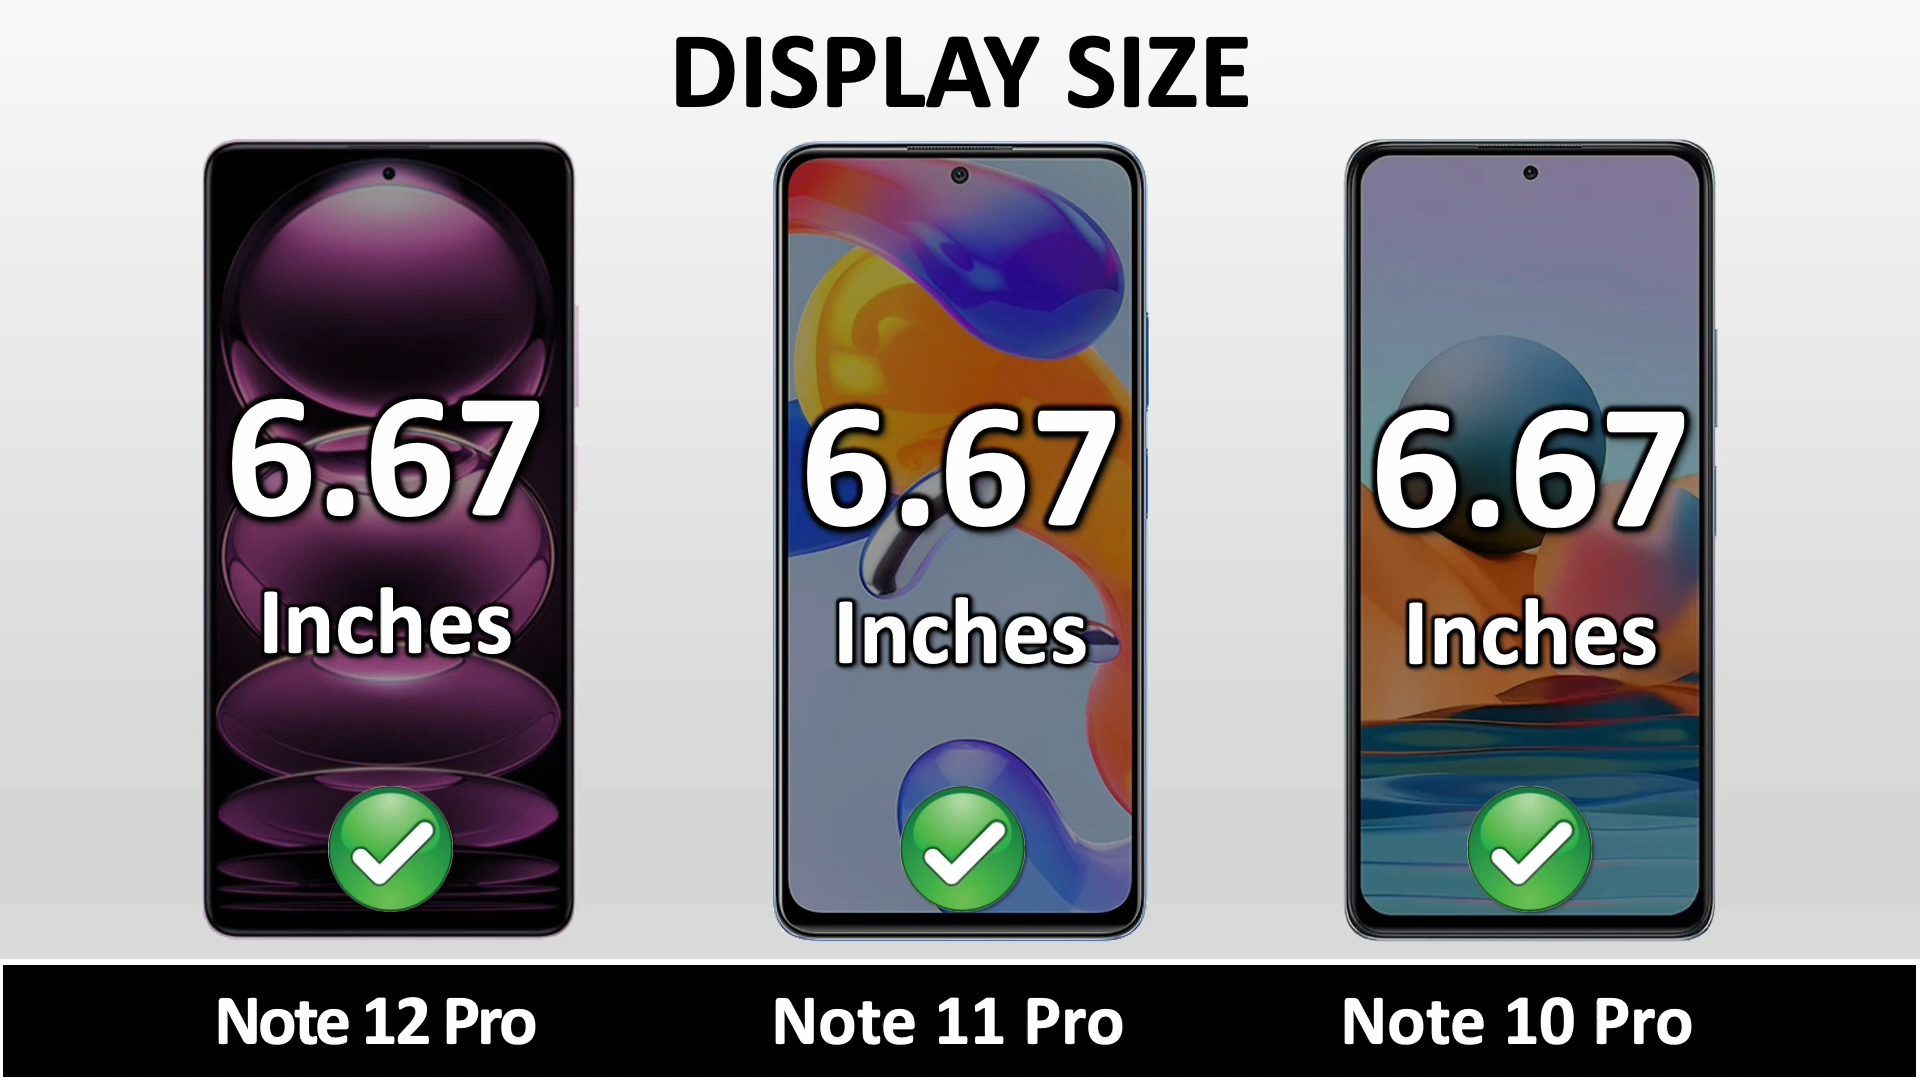 DISPLAY SIZE
6.67
Inches
6.67
Inches
6.67
Inches
Note 12 Pro
Note 11 Pro
Note 10 Pro